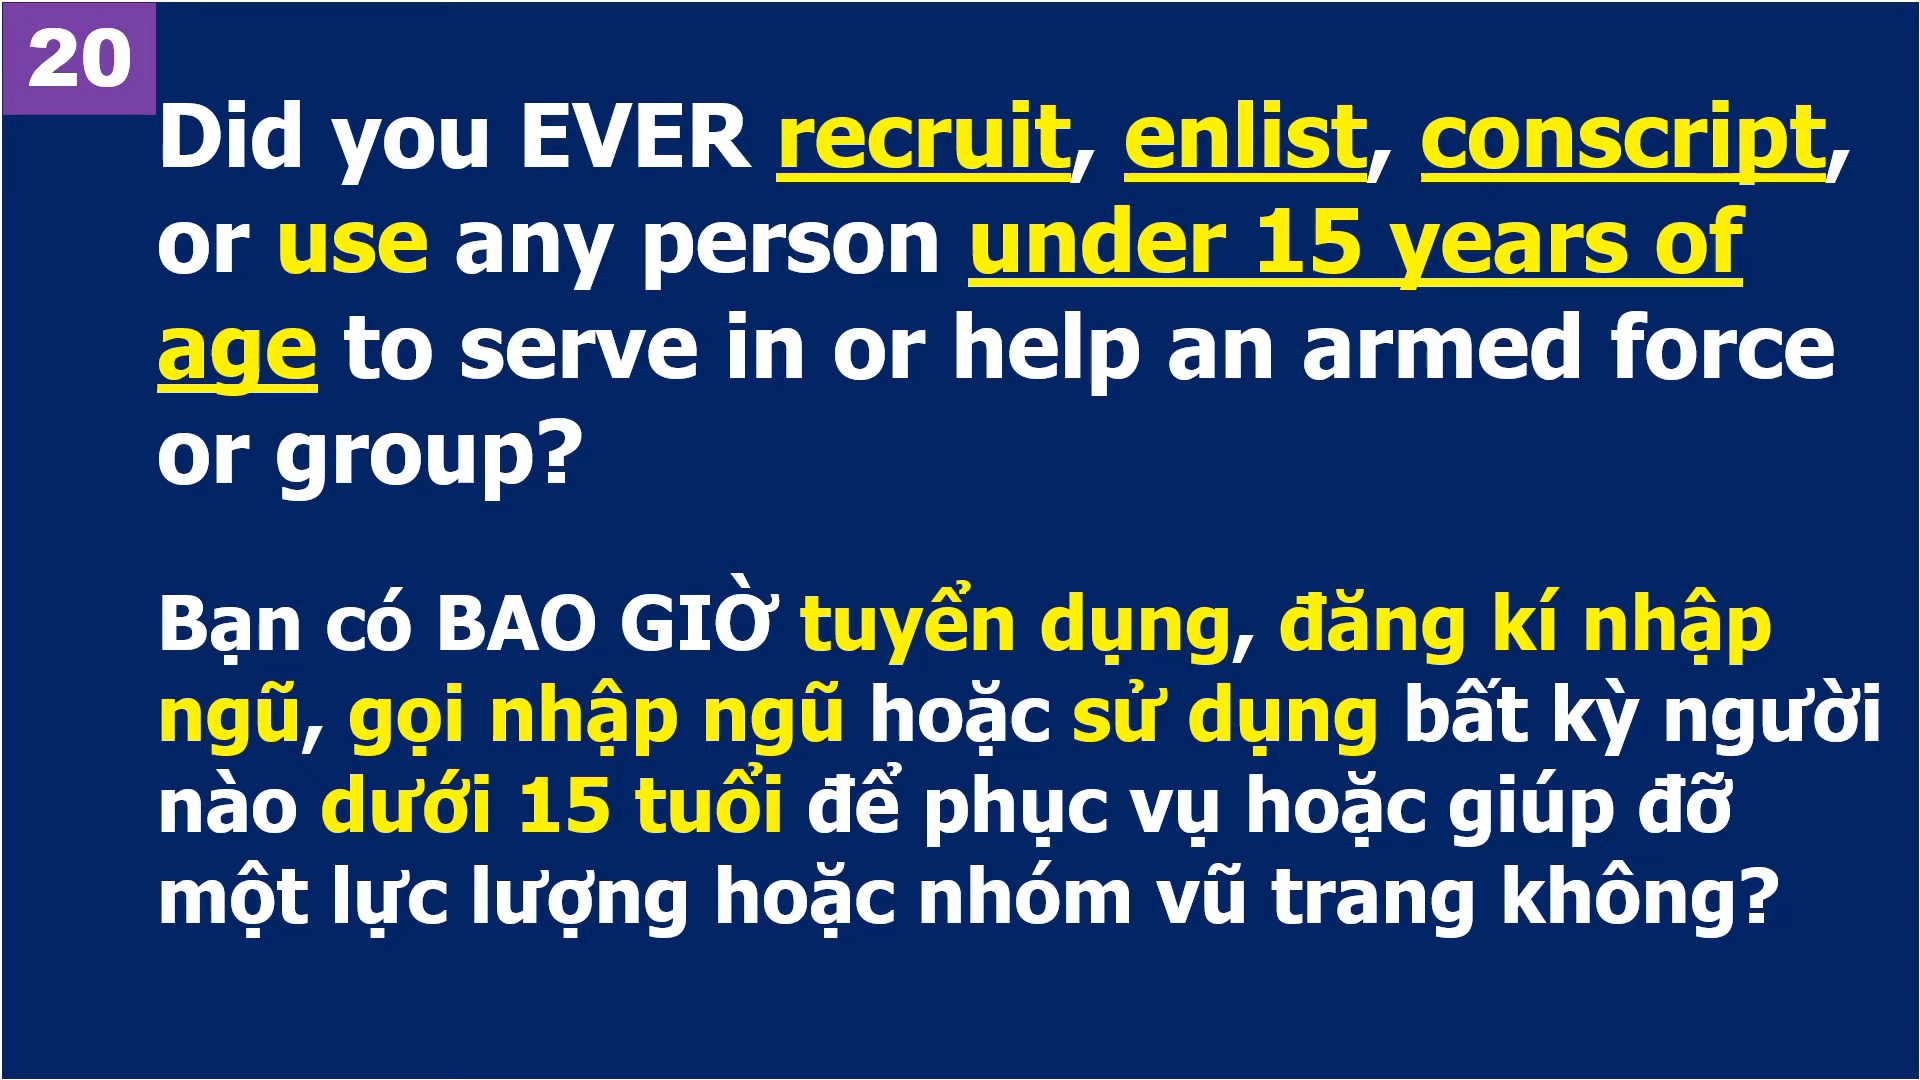 20
Did you EVER recruit, enlist, conscript,
or use any person under 15 years of
age to serve in or help an armed force
or group?
Bạn có BAO GIỜ tuyển dụng, đăng kí nhập
ngũ, gọi nhập ngũ hoặc sử dụng bất kỳ người
nào dưới 15 tuổi để phục vụ hoặc giúp đỡ
một lực lượng hoặc nhóm vũ trang không?